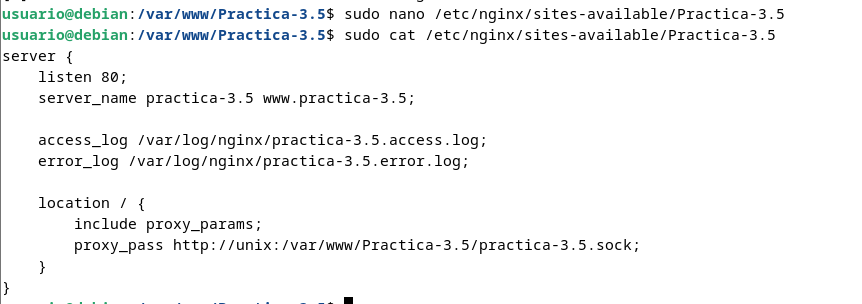 usuario@debian:/var/www/Practica-3.5$ sudo nano /etc/nginx/sites-available/Practica-3.5
usuario@debian:/var/www/Practica-3.5$ sudo cat /etc/nginx/sites-available/Practica-3.5
server {
    listen 80;
    server_name practica-3.5 www.practica-3.5;

    access_log /var/log/nginx/practica-3.5.access.log;
    error_log /var/log/nginx/practica-3.5.error.log;

    location / {
        include proxy_params;
        proxy_pass http://unix:/var/www/Practica-3.5/practica-3.5.sock;
    }
}